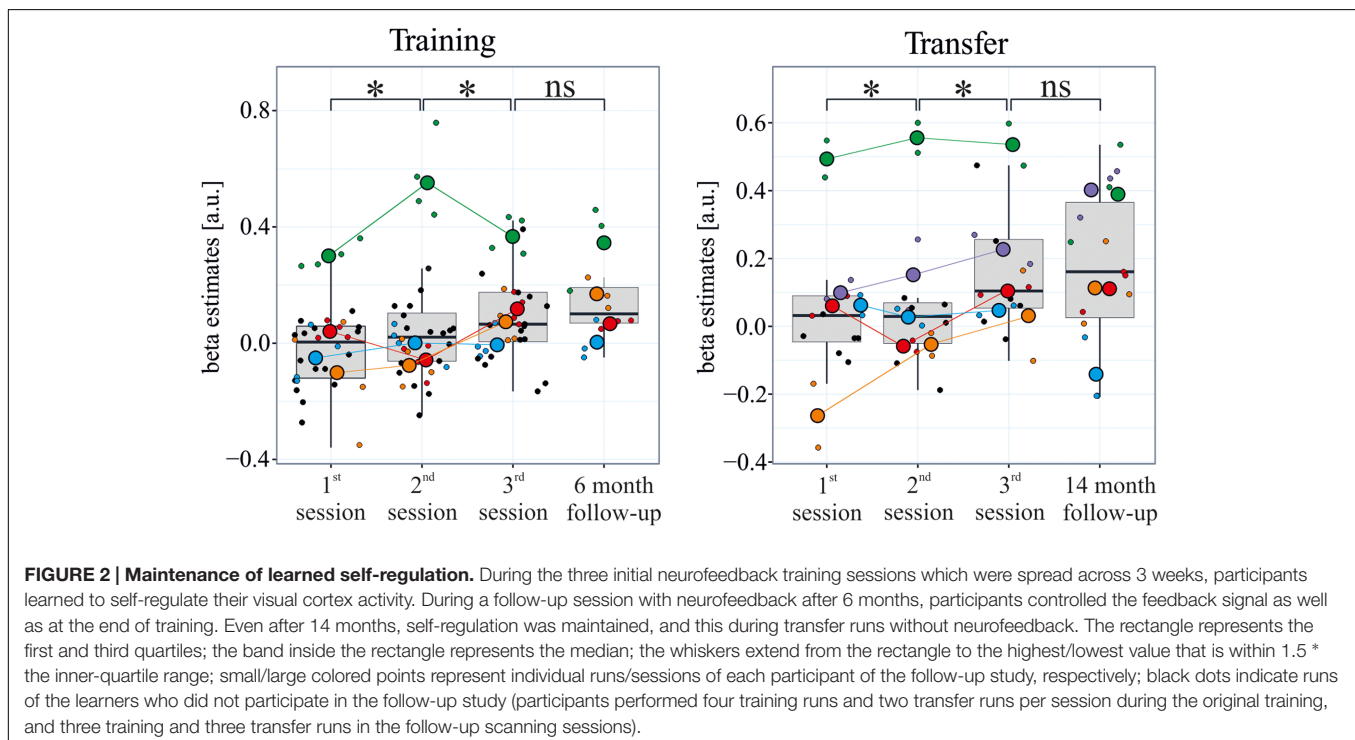 Training
Transfer
* * ns
* * ns
0.8
0.4
0.0
−0.4
beta estimates [a.u.]
0.6
0.4
0.2
0.0
−0.2
−0.4
beta estimates [a.u.]
1st session
2nd session
3rd session
6 month follow-up
1st session
2nd session
3rd session
14 month follow-up
FIGURE 2 | Maintenance of learned self-regulation. During the three initial neurofeedback training sessions which were spread across 3 weeks, participants
learned to self-regulate their visual cortex activity. During a follow-up session with neurofeedback after 6 months, participants controlled the feedback signal as well
as at the end of training. Even after 14 months, self-regulation was maintained, and this during transfer runs without neurofeedback. The rectangle represents the
first and third quartiles; the band inside the rectangle represents the median; the whiskers extend from the rectangle to the highest/lowest value that is within 1.5 *
the inner-quartile range; small/large colored points represent individual runs/sessions of each participant of the follow-up study, respectively; black dots indicate runs
of the learners who did not participate in the follow-up study (participants performed four training runs and two transfer runs per session during the original training,
and three training and three transfer runs in the follow-up scanning sessions).